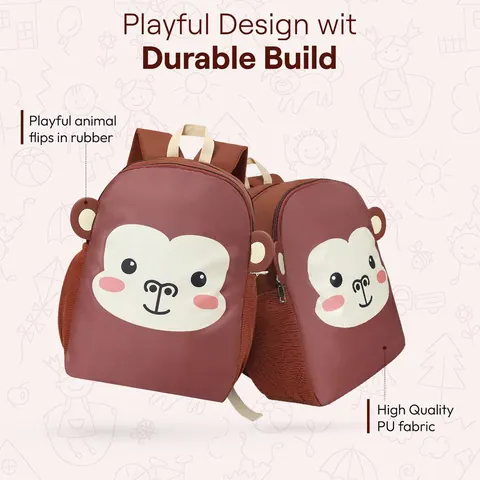 Playful Design wit
Durable Build
Playful animal
flips in rubber
High Quality
PU fabric